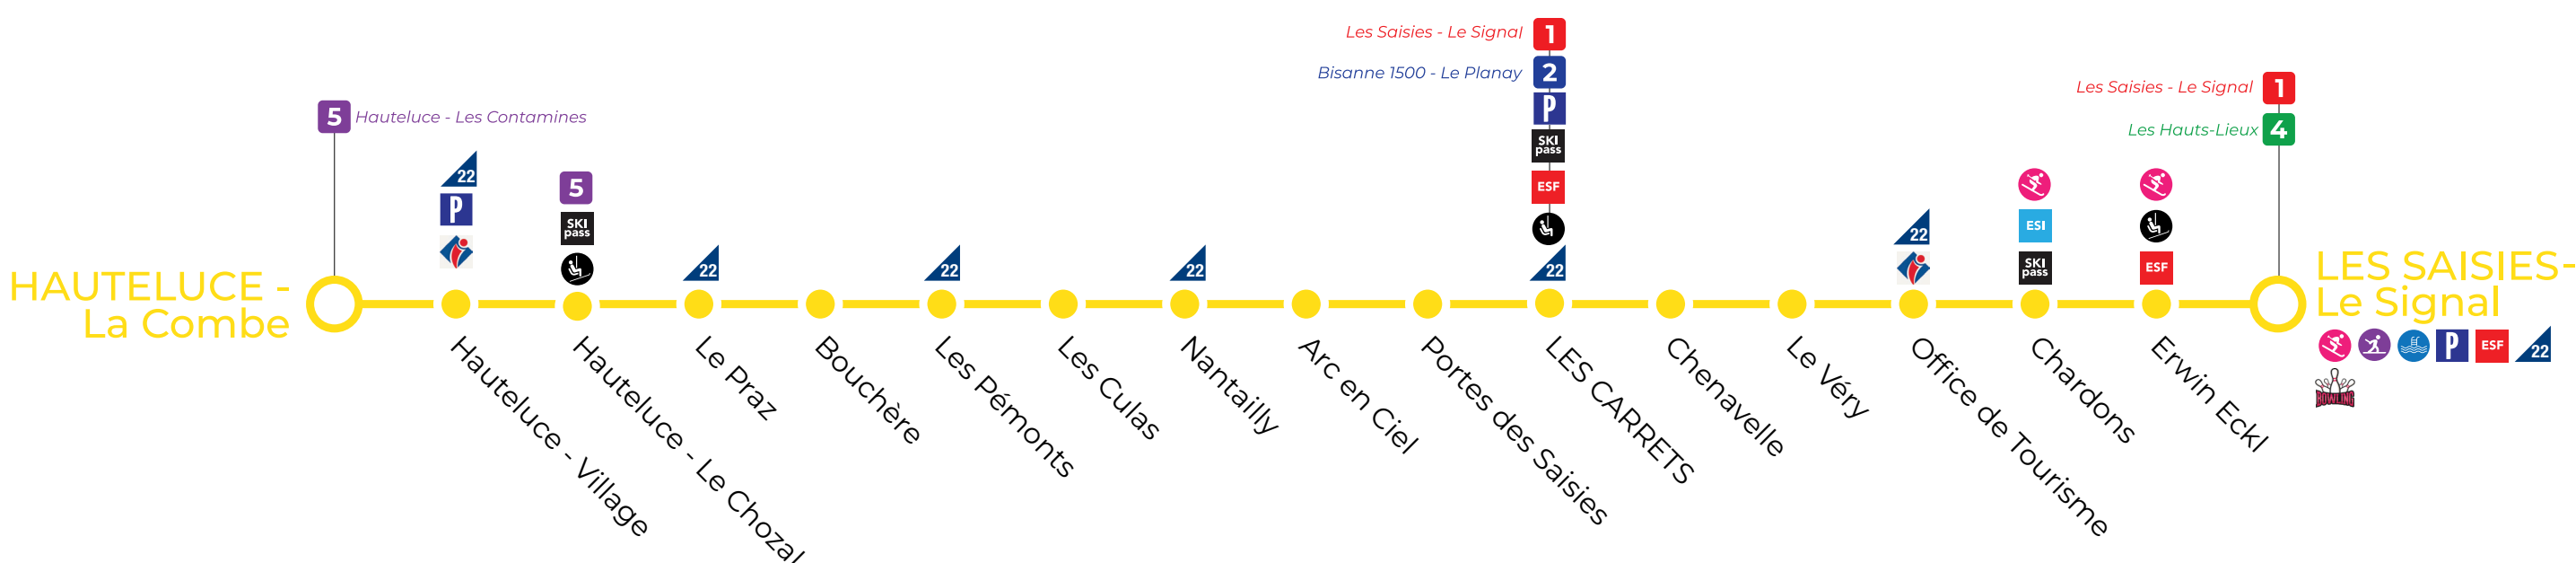 Les Saisies - Le Signal 1
Bisanne 1500 - Le Planay 2
P
SKI
pass
ESF
22
Les Saisies - Le Signal 1
Les Hauts-Lieux 4
5 Hauteluce - Les Contamines
22
P
5
SKI
pass
22
22
22
22
ESI
SKI
pass
ESF
HAUTELUCE -
La Combe
LES SAISIES-
Le Signal
P
ESF
22
BOWLING
Hauteluce - Village
Hauteluce - Le Chozal
Le Praz
Bouchère
Les Pémonts
Les Culas
Nantailly
Arc en Ciel
Portes des Saisies
LES CARRETS
Chenavelle
Le Véry
Office de Tourisme
Chardons
Erwin Eckl